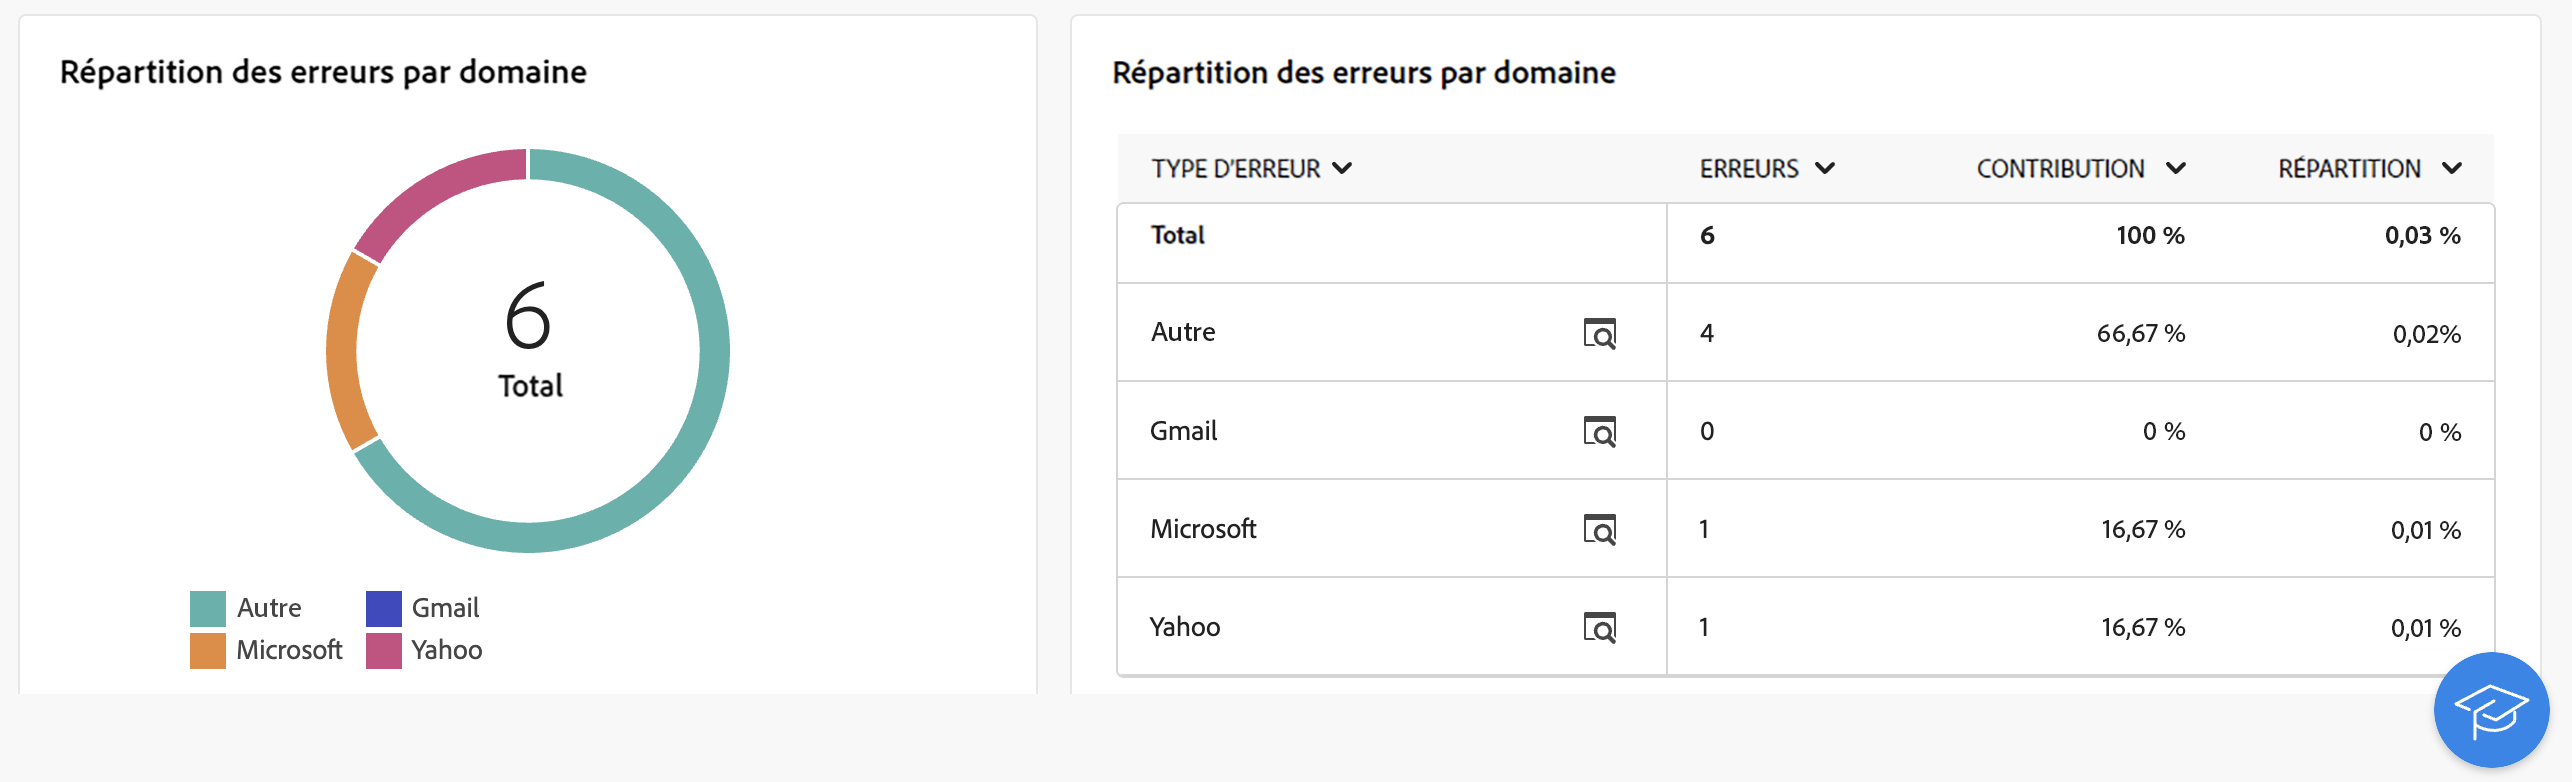 Répartition des erreurs par domaine
6
Total
Autre Gmail
Microsoft Yahoo
Répartition des erreurs par domaine
TYPE D'ERREUR ERREURS CONTRIBUTION RÉPARTITION
Total 6 100 % 0,03 %
Autre 4 66,67 % 0,02%
Gmail 0 0 % 0 %
Microsoft 1 16,67 % 0,01 %
Yahoo 1 16,67 % 0,01 %